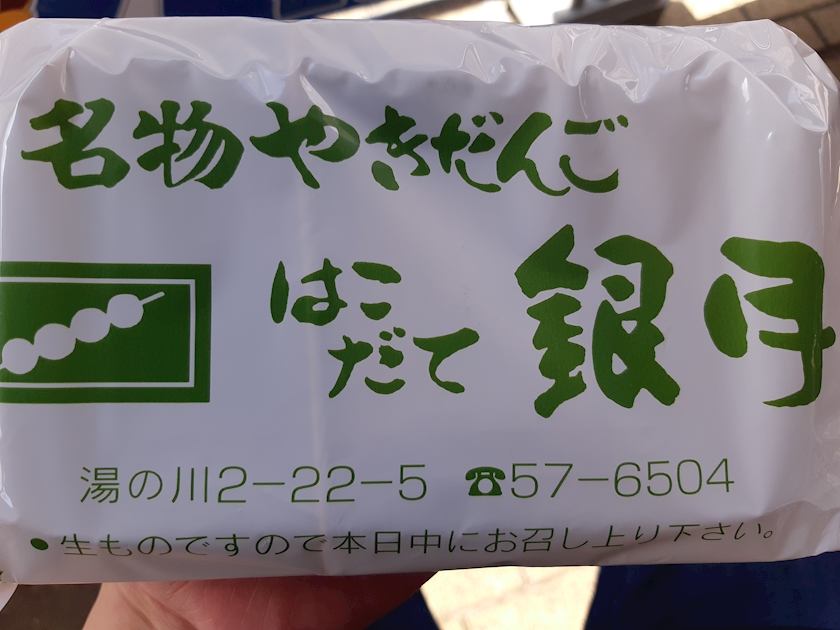 名物やきだんご
はこ
だて
銀月
湯の川2-22-5 ☎57-6504
●生ものですので本日中にお召し上り下さい。